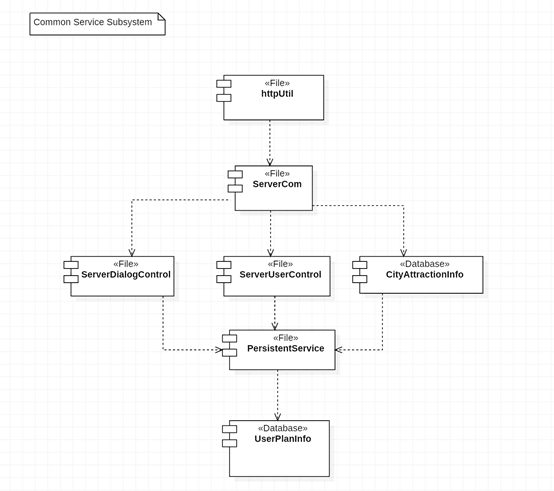 Common Service Subsystem
«File»
httpUtil
«File»
ServerCom
«File»
ServerDialogControl
«File»
ServerUserControl
«Database»
CityAttractionInfo
«File»
PersistentService
«Database»
UserPlanInfo